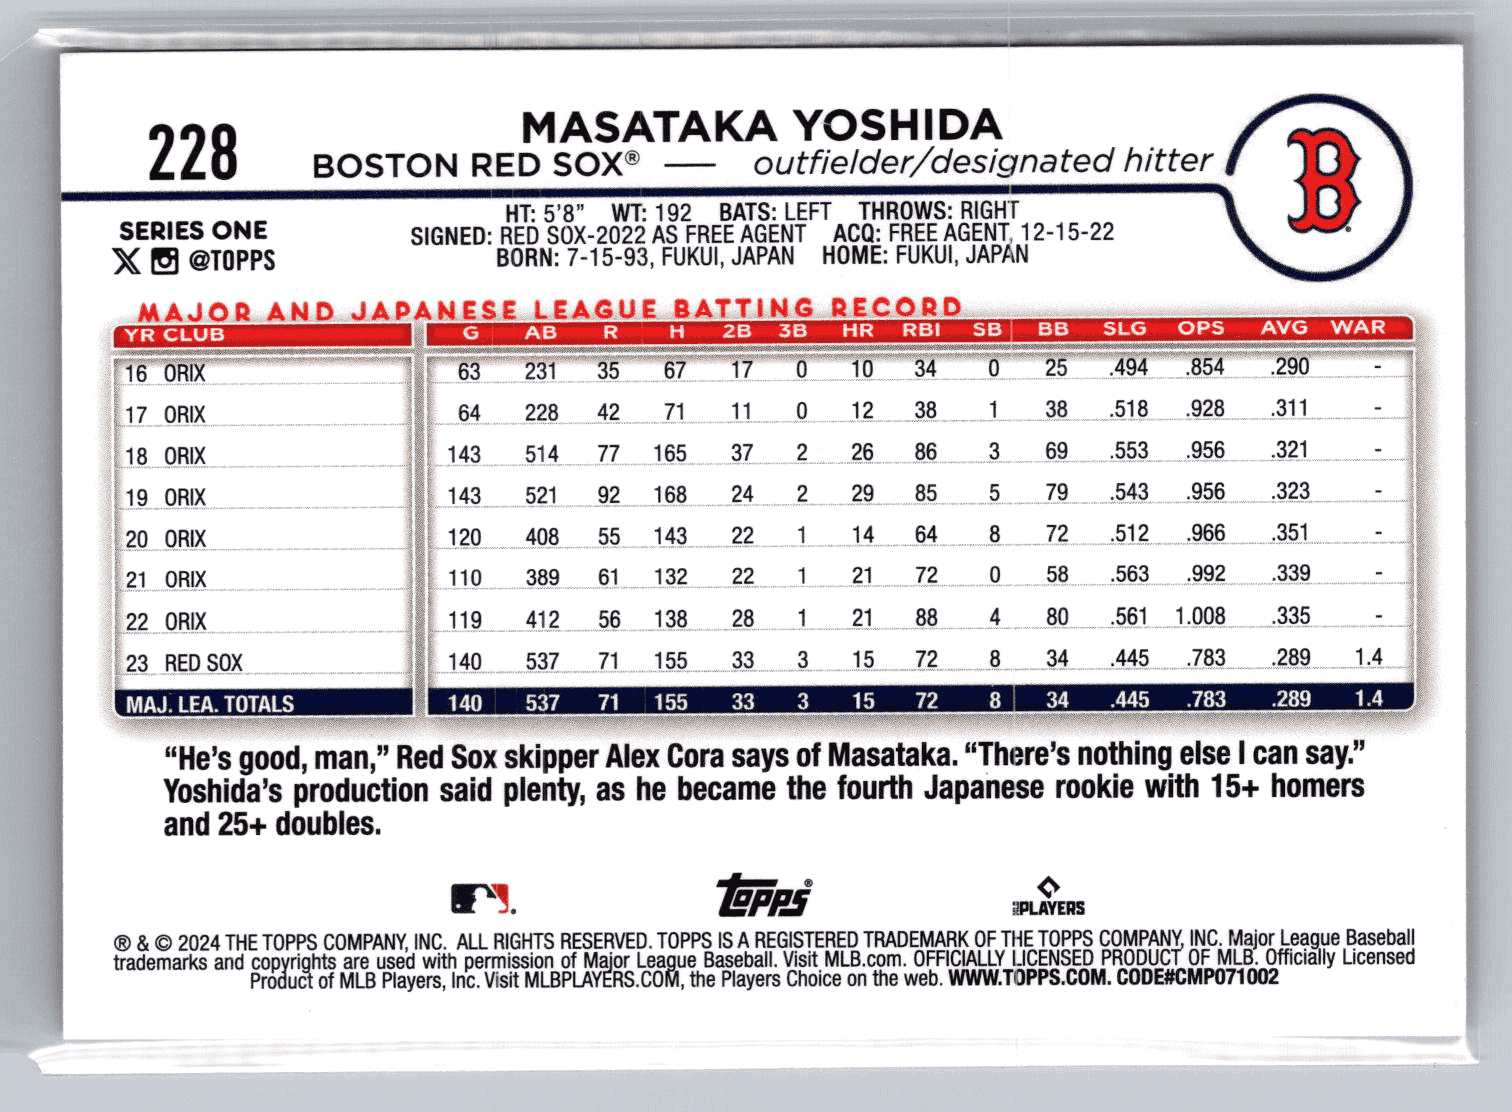 228
MASATAKA YOSHIDA
BOSTON RED SOX® — outfielder/designated hitter
B
SERIES ONE
X @TOPPS
HT: 5'8” WT: 192 BATS: LEFT THROWS: RIGHT
SIGNED: RED SOX-2022 AS FREE AGENT ACQ: FREE AGENT, 12-15-22
BORN: 7-15-93, FUKUI, JAPAN HOME: FUKUI, JAPAN
MAJOR AND JAPANESE LEAGUE BATTING RECORD
YR CLUB G AB R H 2B 3B HR RBI SB BB SLG OPS AVG WAR
16 ORIX 63 231 35 67 17 0 10 34 0 25 .494 .854 .290 -
17 ORIX 64 228 42 71 11 0 12 38 1 38 .518 .928 .311 -
18 ORIX 143 514 77 165 37 2 26 86 3 69 .553 .956 .321 -
19 ORIX 143 521 92 168 24 2 29 85 5 79 .543 .956 .323 -
20 ORIX 120 408 55 143 22 1 14 64 8 72 .512 .966 .351 -
21 ORIX 110 389 61 132 22 1 21 72 0 58 .563 .992 .339 -
22 ORIX 119 412 56 138 28 1 21 88 4 80 .561 1.008 .335 -
23 RED SOX 140 537 71 155 33 3 15 72 8 34 .445 .783 .289 1.4
MAJ. LEA. TOTALS 140 537 71 155 33 3 15 72 8 34 .445 .783 .289 1.4
“He’s good, man,” Red Sox skipper Alex Cora says of Masataka. “There’s nothing else I can say.”
Yoshida’s production said plenty, as he became the fourth Japanese rookie with 15+ homers
and 25+ doubles.
TOPPS®
PLAYERS
® & © 2024 THE TOPPS COMPANY, INC. ALL RIGHTS RESERVED. TOPPS IS A REGISTERED TRADEMARK OF THE TOPPS COMPANY, INC. Major League Baseball
trademarks and copyrights are used with permission of Major League Baseball. Visit MLB.com. OFFICIALLY LICENSED PRODUCT OF MLB. Officially Licensed
Product of MLB Players, Inc. Visit MLBPLAYERS.COM, the Players Choice on the web. WWW.TOPPS.COM. CODE#CMP071002